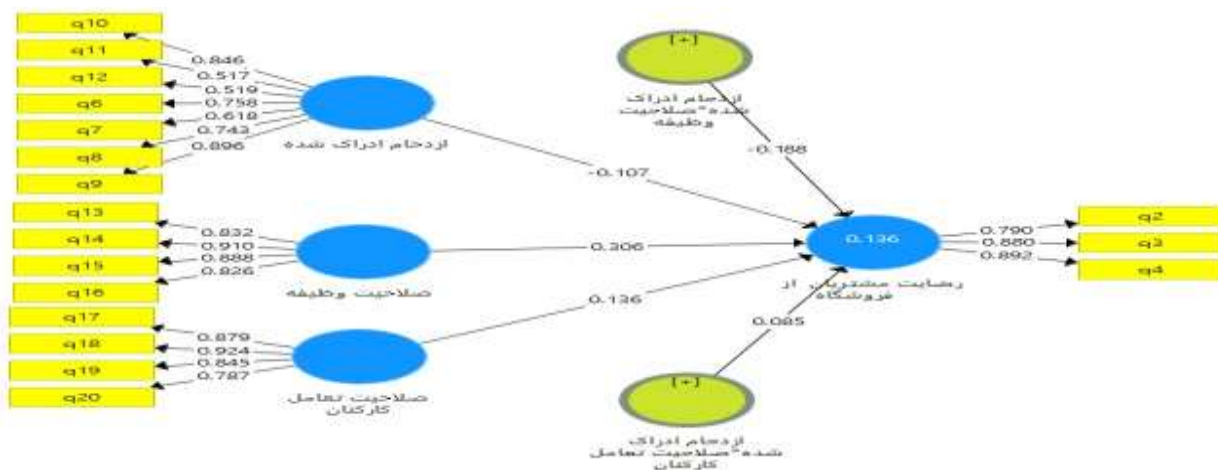 q10
q11
q12
q6
q7
q8
q9
0.846
0.517
0.519
0.758
0.618
0.743
0.896
ازدحام ادراک شده
[+]
ازدحام ادراک
شده*صلاحیت
وظیفه
-0.188
-0.107
q13
q14
q15
q16
0.832
0.910
0.888
0.826
صلاحیت وظیفه
0.306
0.136
رضایت مشتریان از
فروشگاه
0.790
0.880
0.892
q2
q3
q4
q17
q18
q19
q20
0.879
0.924
0.845
0.787
صلاحیت تعامل
کارکنان
0.136
0.085
[+]
ازدحام ادراک
شده*صلاحیت تعامل
کارکنان